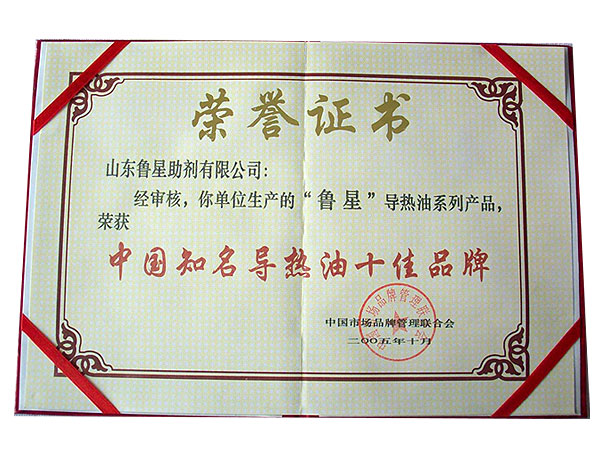 荣誉证书
山东鲁星助剂有限公司：
经审核，你单位生产的“鲁星”导热油系列产品，
荣获
中国知名导热油十佳品牌
中国市场品牌管理联合会
二00五年十月